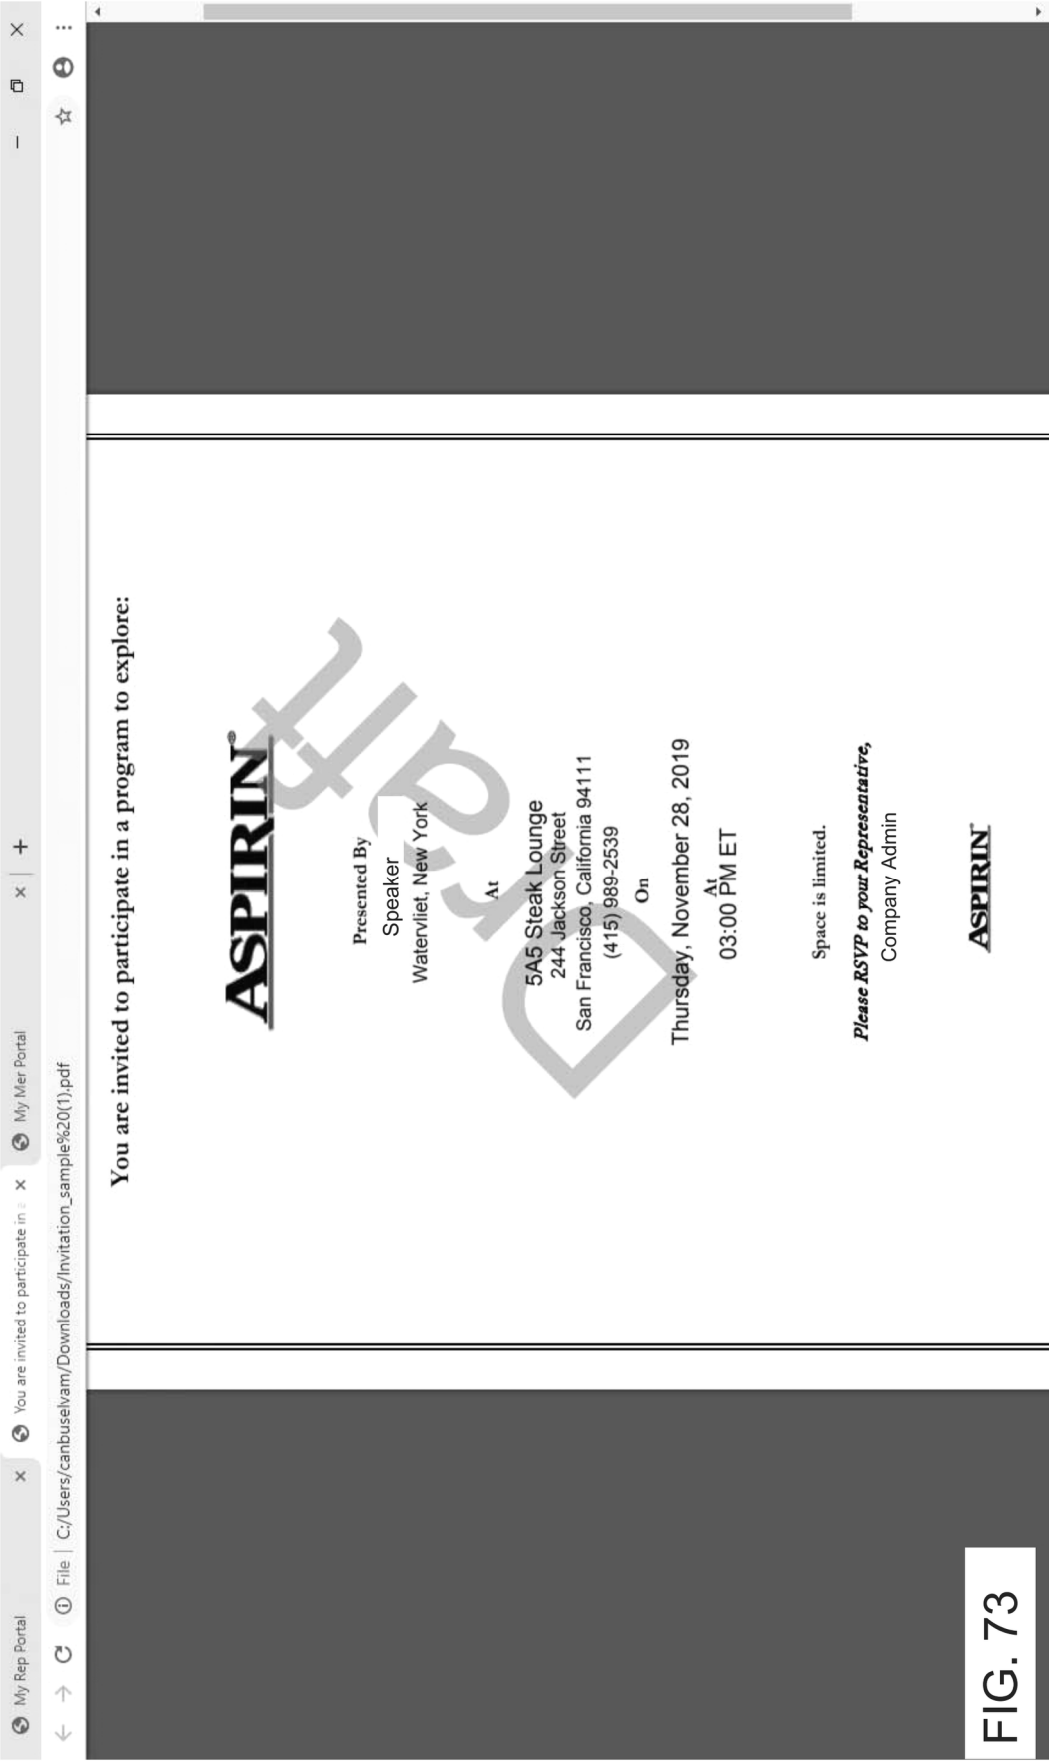 My Rep Portal
You are invited to participate in
My Mer Portal
File | C:/Users/canbuselvam/Downloads/Invitation_sample%20(1).pdf
You are invited to participate in a program to explore:
ASPIRIN®
Presented By
Speaker
Watervliet, New York
At
5A5 Steak Lounge
244 Jackson Street
San Francisco, California 94111
(415) 989-2539
On
Thursday, November 28, 2019
At
03:00 PM ET
Space is limited.
Please RSVP to your Representative,
Company Admin
ASPIRIN
Draft
FIG. 73